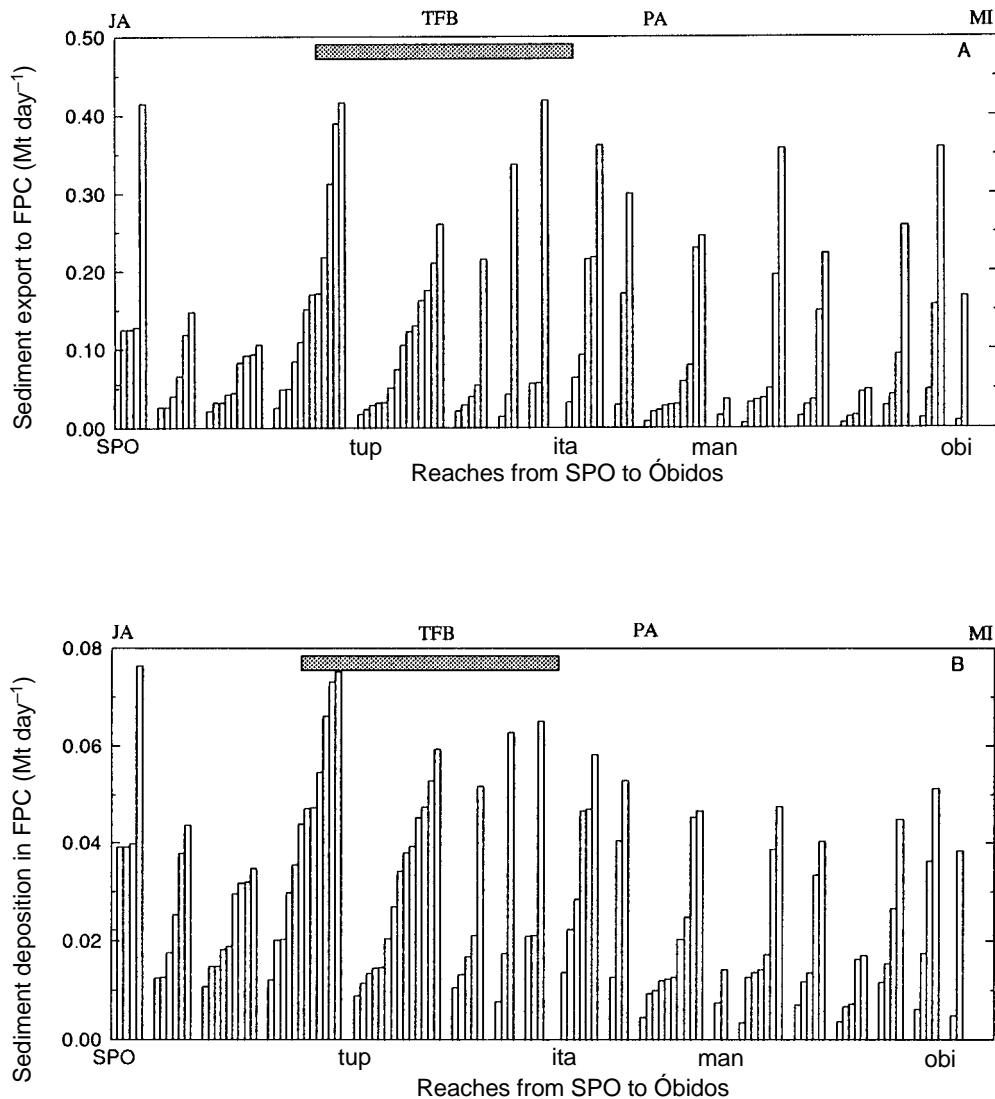 JA TFB PA MI
A
Sediment export to FPC (Mt day⁻¹)
0.50
0.40
0.30
0.20
0.10
0.00
SPO tup ita man obi
Reaches from SPO to Óbidos
JA TFB PA MI
B
Sediment deposition in FPC (Mt day⁻¹)
0.08
0.06
0.04
0.02
0.00
SPO tup ita man obi
Reaches from SPO to Óbidos